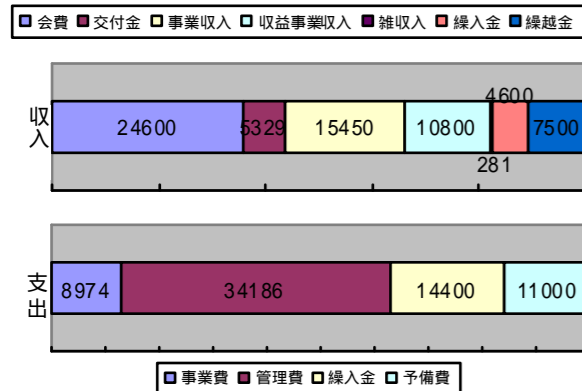 会費 交付金 事業収入 収益事業収入 雑収入 繰入金 繰越金
4600
収入
24600 5329 15450 10800 7500
281
支出
8974 34186 14400 11000
事業費 管理費 繰入金 予備費